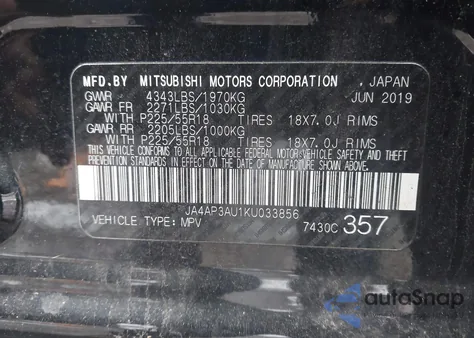 MFD.BY MITSUBISHI MOTORS CORPORATION , JAPAN
GVWR 4343LBS/1970KG JUN 2019
GAWR FR 2271LBS/1030KG
WITH P225/55R18 TIRES 18X7.0J RIMS
GAWR RR 2205LBS/1000KG
WITH P225/55R18 TIRES 18X7.0J RIMS
THIS VEHICLE CONFORMS TO ALL APPLICABLE FEDERAL MOTOR VEHICLE SAFETY AND THEFT
PREVENTION STANDARDS IN EFFECT ON THE DATE OF MANUFACTURE SHOWN ABOVE.
JA4AP3AU1KU033856
VEHICLE TYPE: MPV 7430C 357
autoSnap